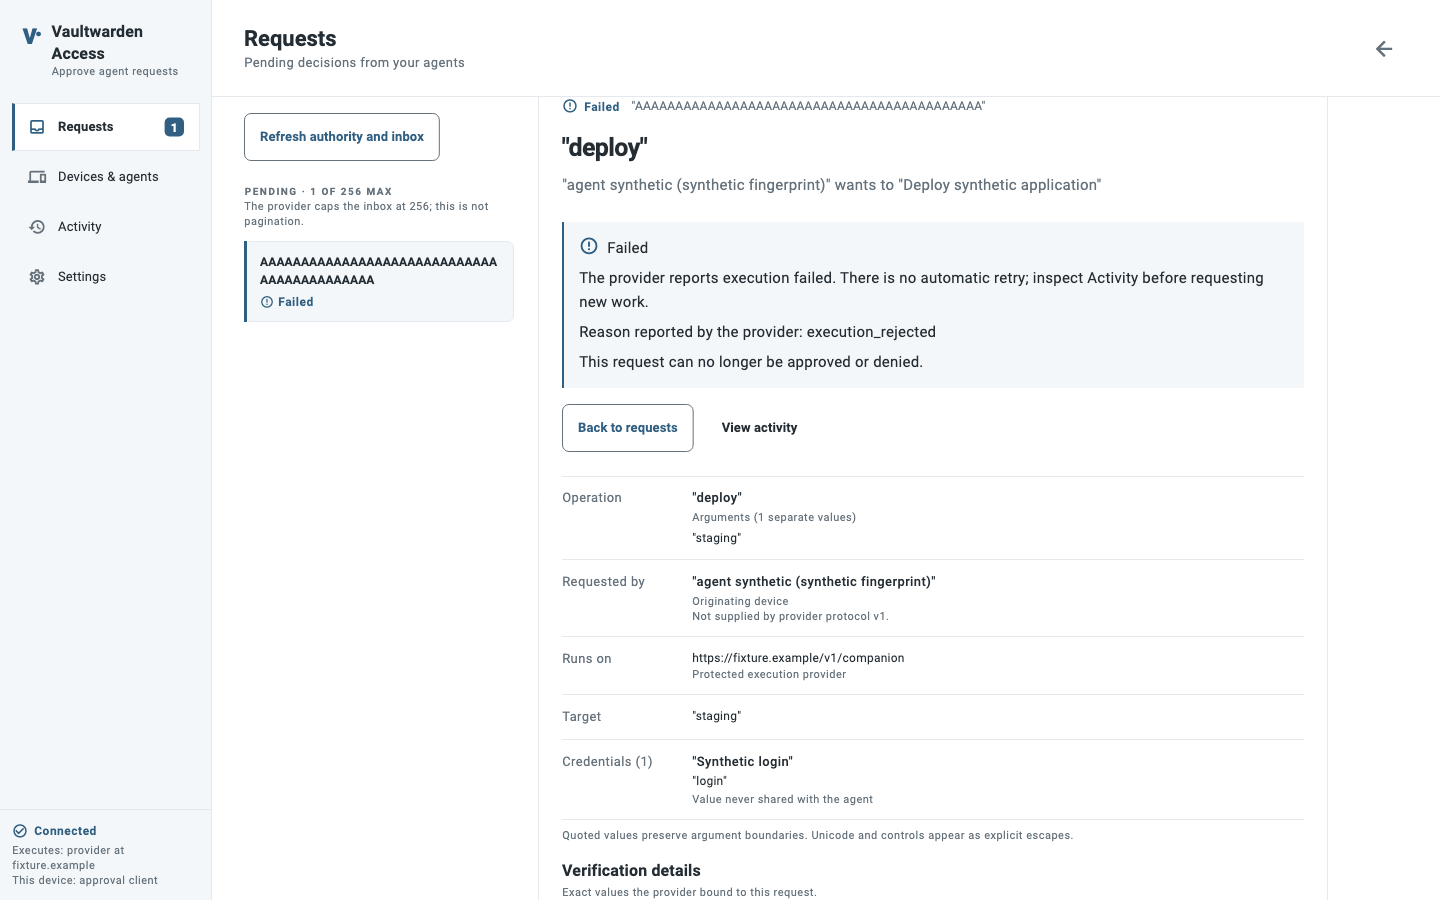 Vaultwarden
Access
Approve agent requests
Requests
1
Devices & agents
Activity
Settings
Connected
Executes: provider at
fixture.example
This device: approval client
Requests
Pending decisions from your agents
Refresh authority and inbox
PENDING · 1 OF 256 MAX
The provider caps the inbox at 256; this is not
pagination.
AAAAAAAAAAAAAAAAAAAAAAAAAAAAA
AAAAAAAAAAAAAA
Failed
Failed "AAAAAAAAAAAAAAAAAAAAAAAAAAAAAAAAAAAAAAAAAAA"
"deploy"
"agent synthetic (synthetic fingerprint)" wants to "Deploy synthetic application"
Failed
The provider reports execution failed. There is no automatic retry; inspect Activity before requesting
new work.
Reason reported by the provider: execution_rejected
This request can no longer be approved or denied.
Back to requests
View activity
Operation
"deploy"
Arguments (1 separate values)
"staging"
Requested by
"agent synthetic (synthetic fingerprint)"
Originating device
Not supplied by provider protocol v1.
Runs on
https://fixture.example/v1/companion
Protected execution provider
Target
"staging"
Credentials (1)
"Synthetic login"
"login"
Value never shared with the agent
Quoted values preserve argument boundaries. Unicode and controls appear as explicit escapes.
Verification details
Exact values the provider bound to this request.